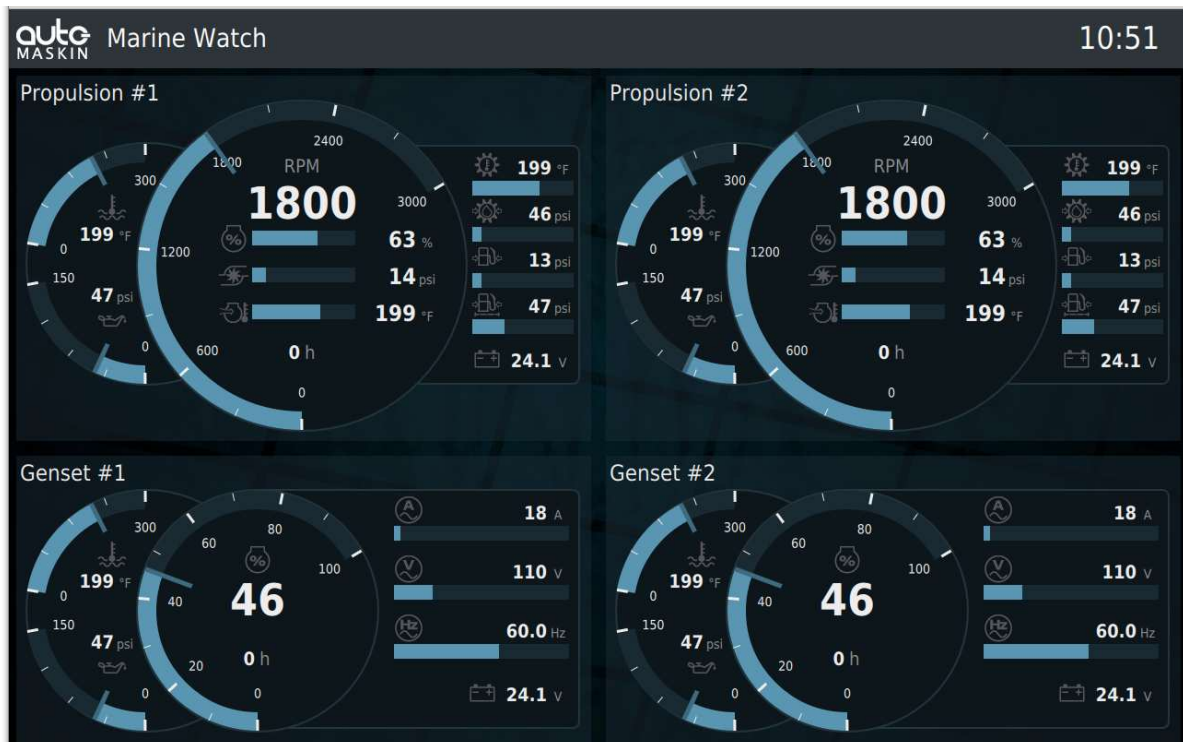 auto
MASKIN
Marine Watch
10:51
Propulsion #1
RPM
1800
0
600
1200
1800
2400
3000
300
199 °F
0
150
47 psi
0
63 %
14 psi
199 °F
0 h
199 °F
46 psi
13 psi
47 psi
24.1 V
Propulsion #2
RPM
1800
0
600
1200
1800
2400
3000
300
199 °F
0
150
47 psi
0
63 %
14 psi
199 °F
0 h
199 °F
46 psi
13 psi
47 psi
24.1 V
Genset #1
300
199 °F
0
150
47 psi
0
%
46
0 h
0
20
40
60
80
100
A
18 A
V
110 V
Hz
60.0 Hz
24.1 V
Genset #2
300
199 °F
0
150
47 psi
0
%
46
0 h
0
20
40
60
80
100
A
18 A
V
110 V
Hz
60.0 Hz
24.1 V